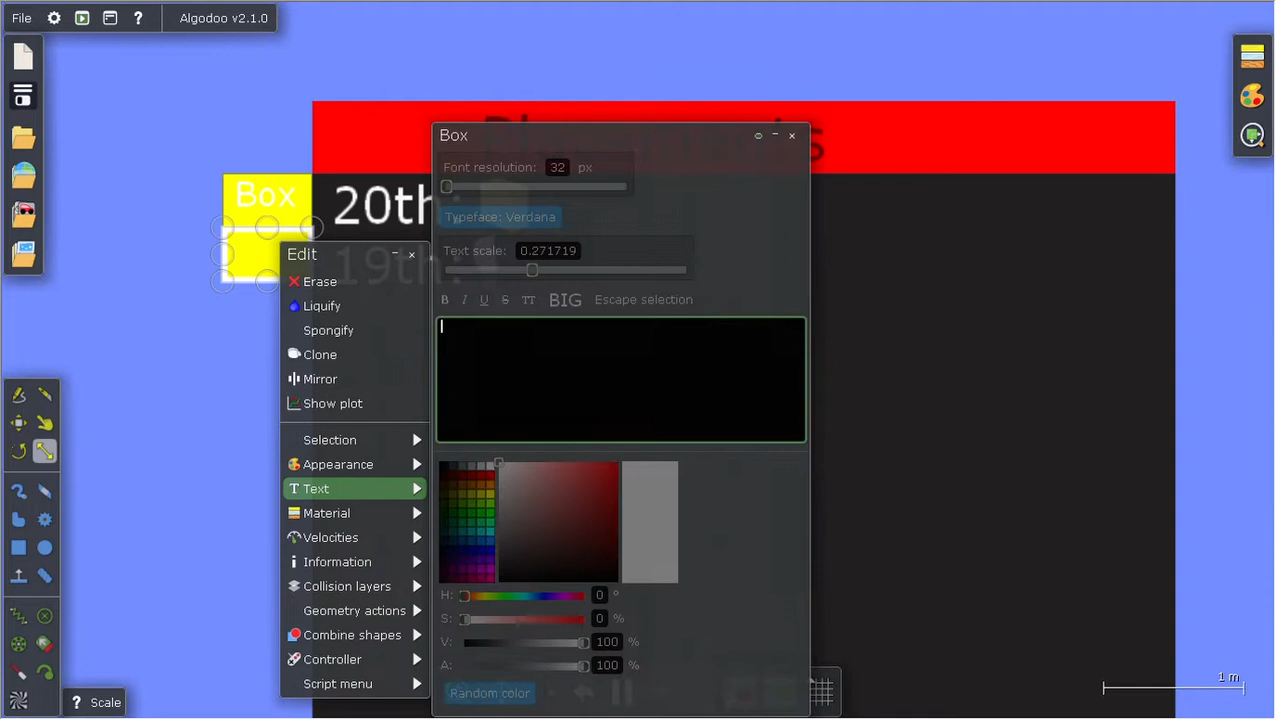 File ? Algodoo v2.1.0
Placements
Box
20th:
19th:
Box
Font resolution: 32 px
Typeface: Verdana
Text scale: 0.271719
B I U S TT BIG Escape selection
Edit
Erase
Liquify
Spongify
Clone
Mirror
Show plot
Selection
Appearance
T Text
Material
Velocities
Information
Collision layers
Geometry actions
Combine shapes
Controller
Script menu
H: 0 °
S: 0 %
V: 100 %
A: 100 %
Random color
? Scale
1 m